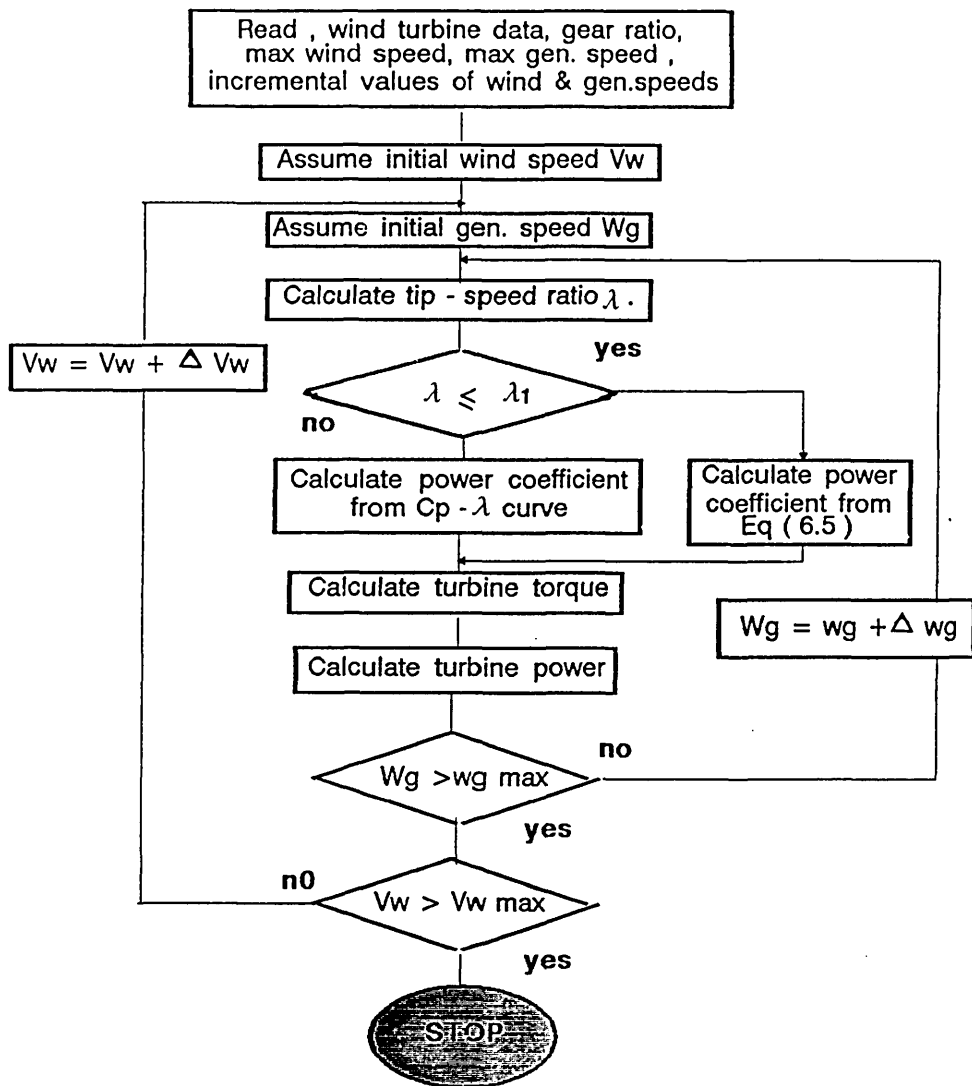 Read , wind turbine data, gear ratio,
max wind speed, max gen. speed ,
incremental values of wind & gen.speeds
Assume initial wind speed Vw
Assume initial gen. speed Wg
Calculate tip - speed ratio λ .
Vw = Vw + Δ Vw
yes
λ ≤ λ1
no
Calculate power coefficient
from Cp - λ curve
Calculate power
coefficient from
Eq ( 6.5 )
Calculate turbine torque
Wg = wg + Δ wg
Calculate turbine power
no
Wg >wg max
yes
n0
Vw > Vw max
yes
STOP